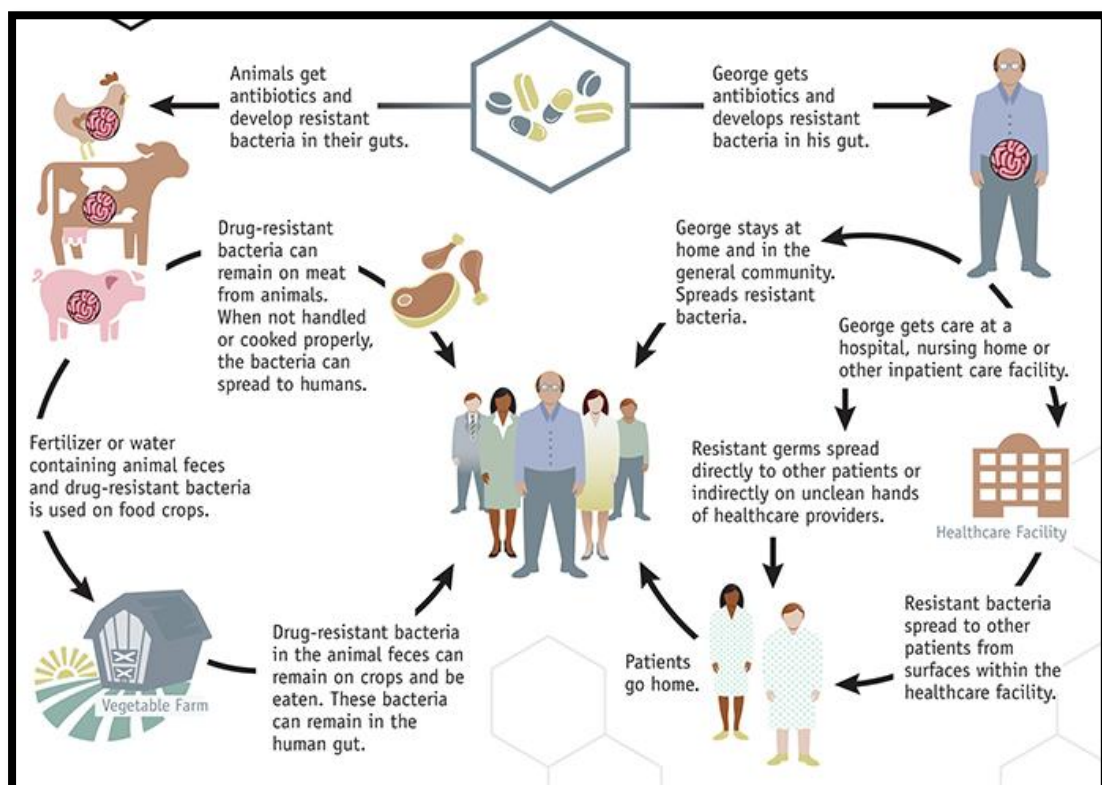 Animals get
antibiotics and
develop resistant
bacteria in their guts.
George gets
antibiotics and
develops resistant
bacteria in his gut.
Drug-resistant
bacteria can
remain on meat
from animals.
When not handled
or cooked properly,
the bacteria can
spread to humans.
George stays at
home and in the
general community.
Spreads resistant
bacteria.
George gets care at a
hospital, nursing home or
other inpatient care facility.
Fertilizer or water
containing animal feces
and drug-resistant bacteria
is used on food crops.
Resistant germs spread
directly to other patients or
indirectly on unclean hands
of healthcare providers.
Healthcare Facility
Vegetable Farm
Drug-resistant bacteria
in the animal feces can
remain on crops and be
eaten. These bacteria
can remain in the
human gut.
Patients
go home.
Resistant bacteria
spread to other
patients from
surfaces within the
healthcare facility.